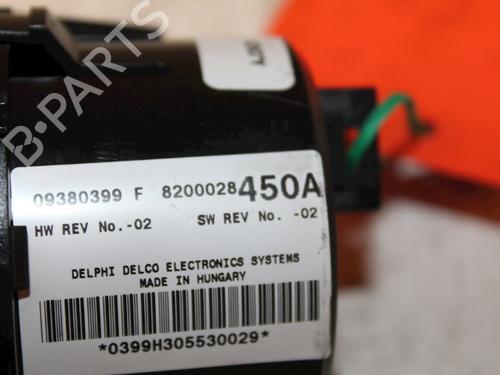 B-PARTS
09380399 F 8200028450A
HW REV No.-02 SW REV No. -02
DELPHI DELCO ELECTRONICS SYSTEMS
MADE IN HUNGARY
*0399H305530029*